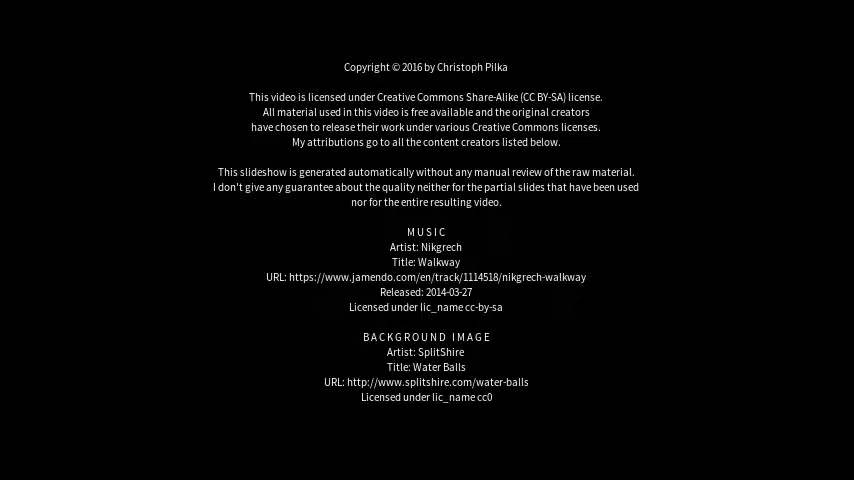 Copyright © 2016 by Christoph Pilka
This video is licensed under Creative Commons Share-Alike (CC BY-SA) license.
All material used in this video is free available and the original creators
have chosen to release their work under various Creative Commons licenses.
My attributions go to all the content creators listed below.
This slideshow is generated automatically without any manual review of the raw material.
I don't give any guarantee about the quality neither for the partial slides that have been used
nor for the entire resulting video.
M U S I C
Artist: Nikgrech
Title: Walkway
URL: https://www.jamendo.com/en/track/1114518/nikgrech-walkway
Released: 2014-03-27
Licensed under lic_name cc-by-sa
B A C K G R O U N D   I M A G E
Artist: SplitShire
Title: Water Balls
URL: http://www.splitshire.com/water-balls
Licensed under lic_name cc0